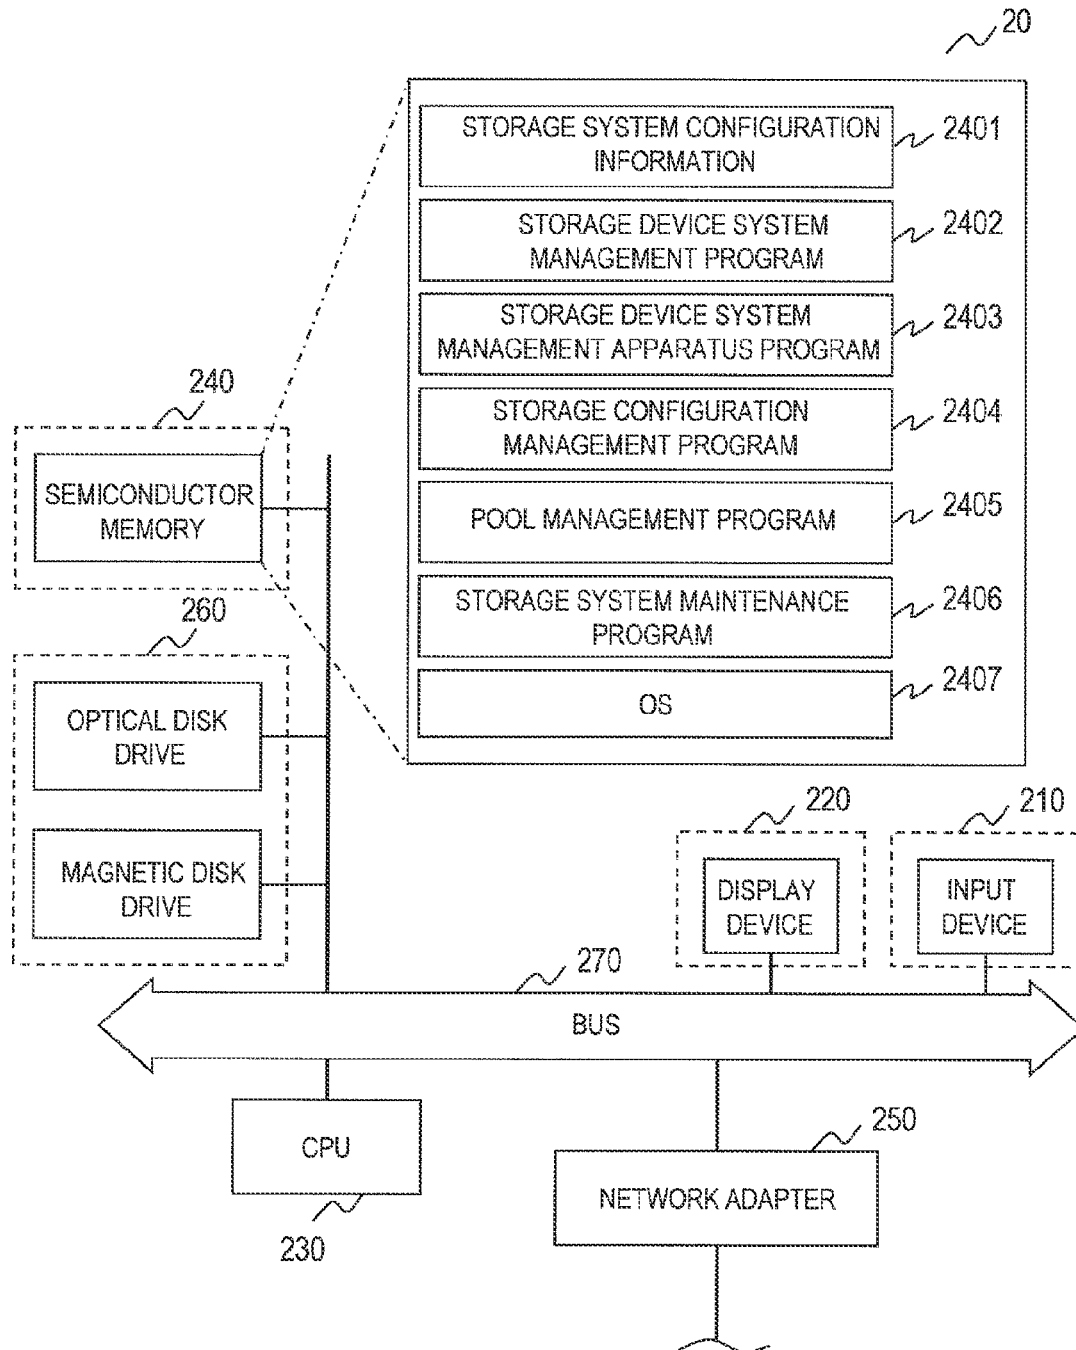 20
STORAGE SYSTEM CONFIGURATION
INFORMATION
2401
STORAGE DEVICE SYSTEM
MANAGEMENT PROGRAM
2402
STORAGE DEVICE SYSTEM
MANAGEMENT APPARATUS PROGRAM
2403
STORAGE CONFIGURATION
MANAGEMENT PROGRAM
2404
POOL MANAGEMENT PROGRAM
2405
STORAGE SYSTEM MAINTENANCE
PROGRAM
2406
OS
2407
240
SEMICONDUCTOR
MEMORY
260
OPTICAL DISK
DRIVE
MAGNETIC DISK
DRIVE
220
DISPLAY
DEVICE
210
INPUT
DEVICE
270
BUS
CPU
230
250
NETWORK ADAPTER